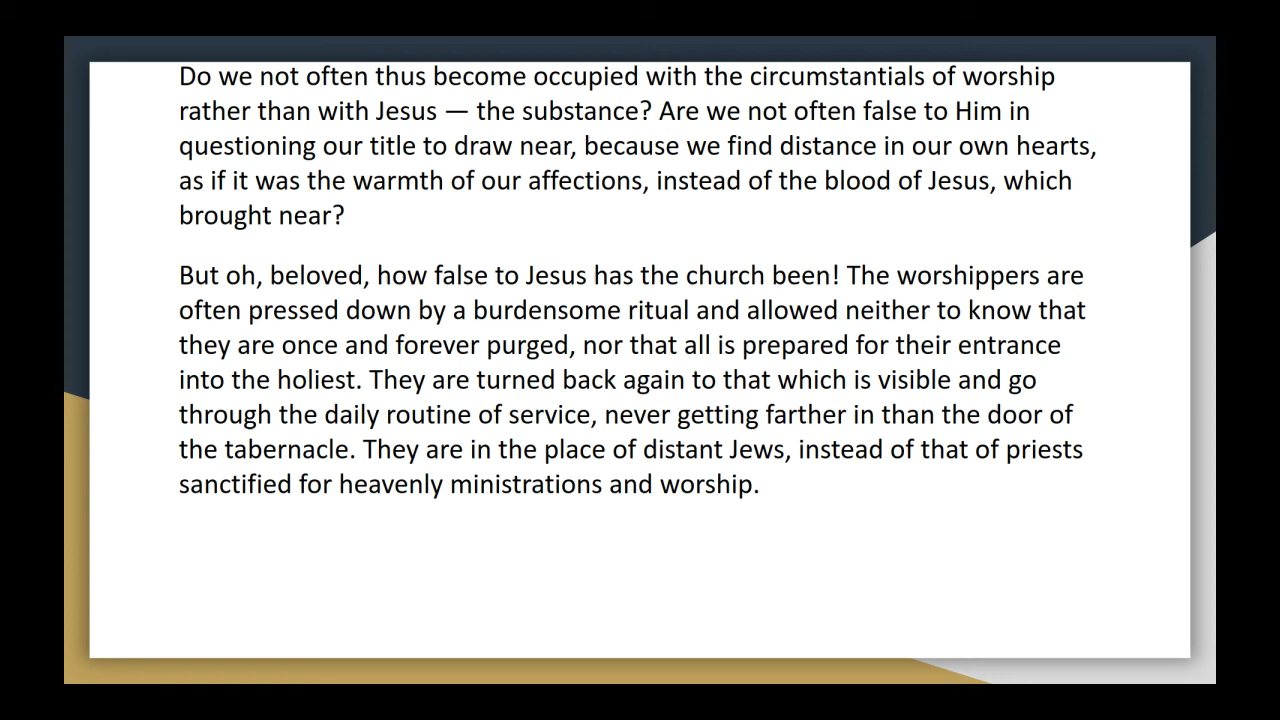 Do we not often thus become occupied with the circumstantials of worship
rather than with Jesus — the substance? Are we not often false to Him in
questioning our title to draw near, because we find distance in our own hearts,
as if it was the warmth of our affections, instead of the blood of Jesus, which
brought near?
But oh, beloved, how false to Jesus has the church been! The worshippers are
often pressed down by a burdensome ritual and allowed neither to know that
they are once and forever purged, nor that all is prepared for their entrance
into the holiest. They are turned back again to that which is visible and go
through the daily routine of service, never getting farther in than the door of
the tabernacle. They are in the place of distant Jews, instead of that of priests
sanctified for heavenly ministrations and worship.